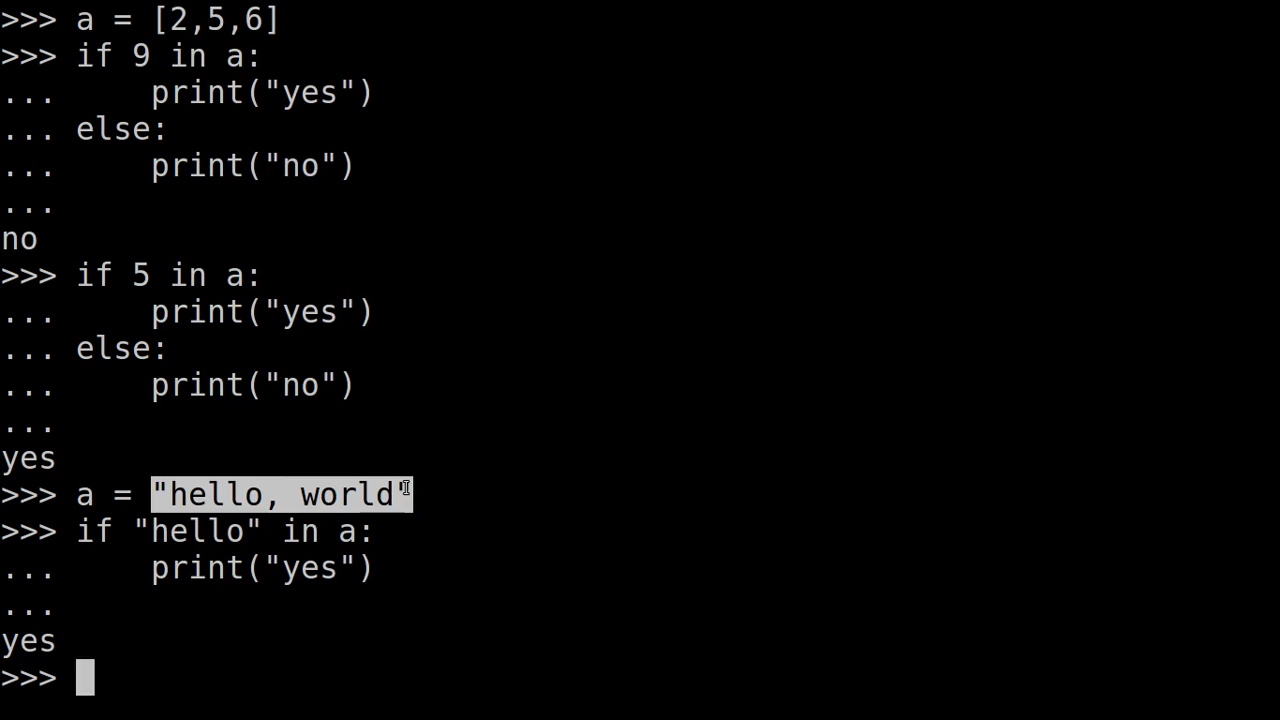 >>> a = [2,5,6]
>>> if 9 in a:
...     print("yes")
... else:
...     print("no")
...
no
>>> if 5 in a:
...     print("yes")
... else:
...     print("no")
...
yes
>>> a = "hello, world"
>>> if "hello" in a:
...     print("yes")
...
yes
>>>